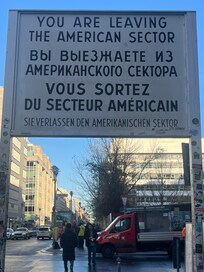 YOU ARE LEAVING
THE AMERICAN SECTOR
ВЫ ВЫЕЗЖАЕТЕ ИЗ
АМЕРИКАНСКОГО СЕКТОРА
VOUS SORTEZ
DU SECTEUR AMÉRICAIN
SIE VERLASSEN DEN AMERIKANISCHEN SEKTOR